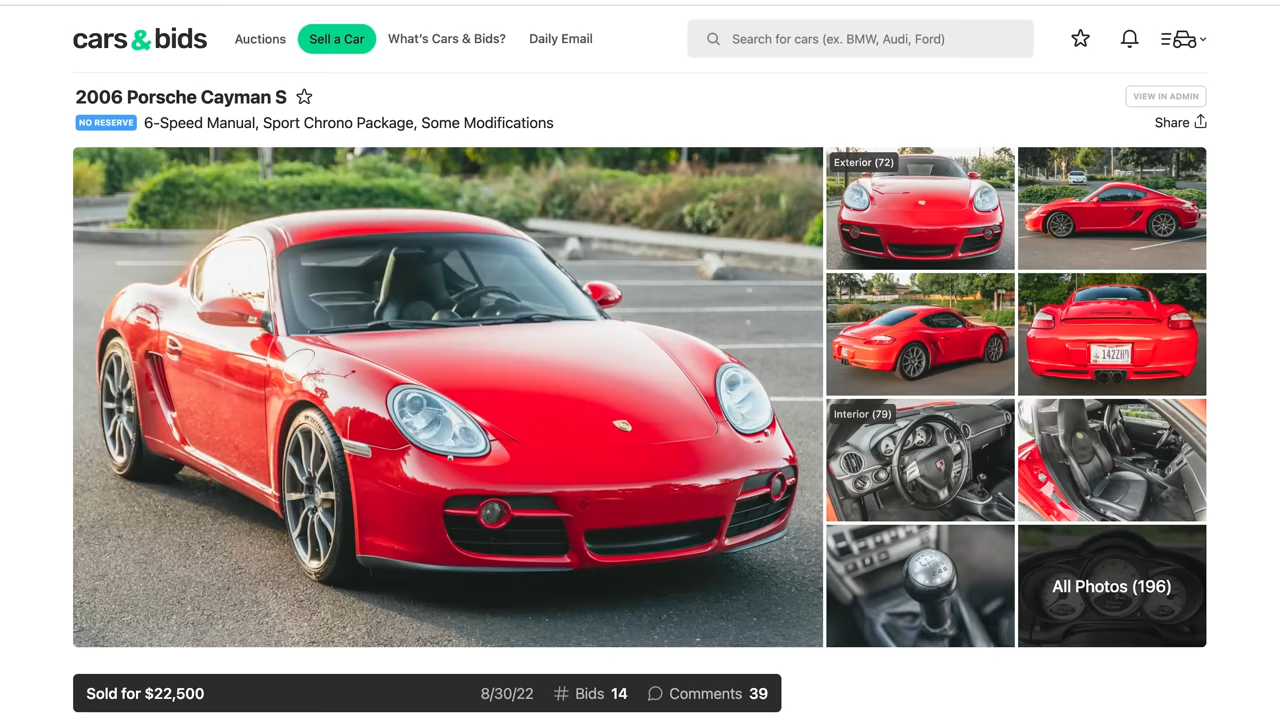 cars & bids
Auctions
Sell a Car
What's Cars & Bids?
Daily Email
Search for cars (ex. BMW, Audi, Ford)
2006 Porsche Cayman S
VIEW IN ADMIN
NO RESERVE 6-Speed Manual, Sport Chrono Package, Some Modifications
Share
Exterior (72)
Interior (79)
All Photos (196)
Sold for $22,500
8/30/22
Bids 14
Comments 39